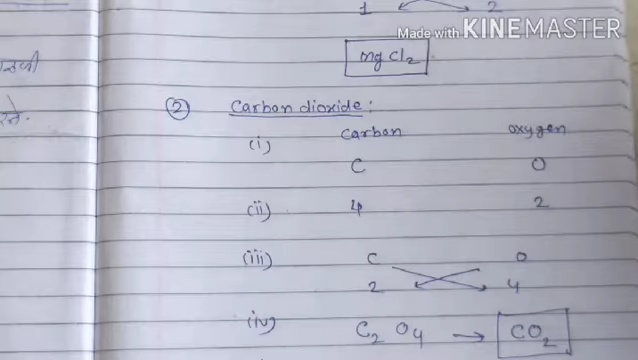 1 2
Made with KINEMASTER
MgCl2
② Carbon dioxide :
Carbon oxygen
(i) C O
(ii) 4 2
(iii) C O
2 4
(iv) C2 O4 → CO2